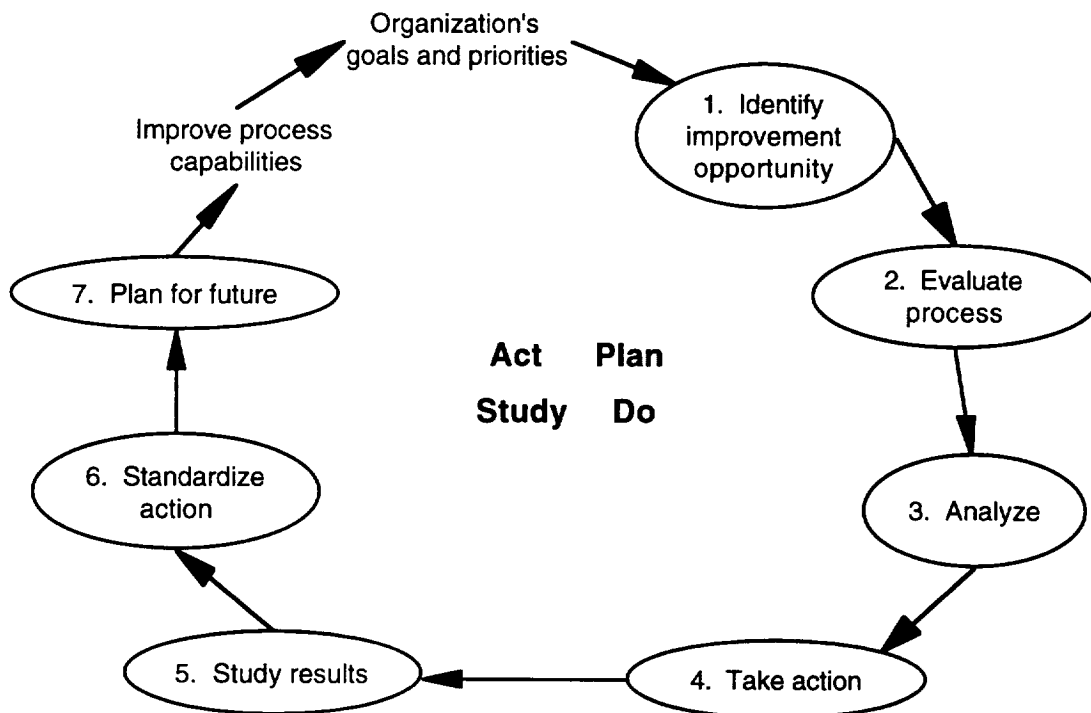 Organization's
goals and priorities
1. Identify
improvement
opportunity
2. Evaluate
process
3. Analyze
4. Take action
5. Study results
6. Standardize
action
7. Plan for future
Improve process
capabilities
Act Plan
Study Do